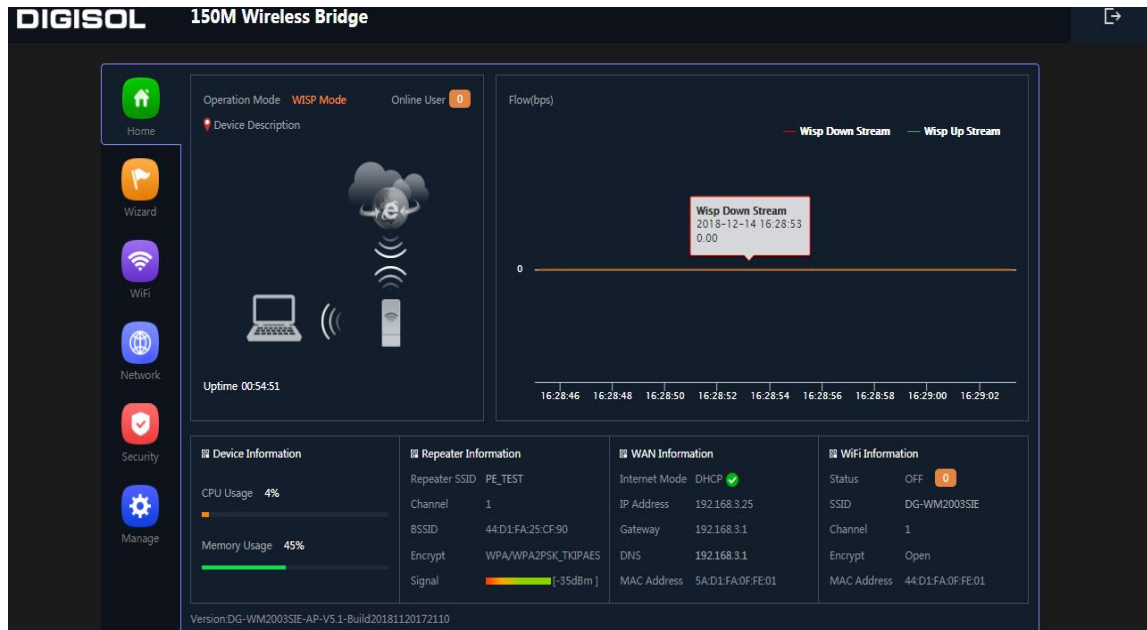 DIGISOL 150M Wireless Bridge
Home
Wizard
WiFi
Network
Security
Manage
Operation Mode WISP Mode Online User 0
Device Description
Uptime 00:54:51
Flow(bps)
Wisp Down Stream Wisp Up Stream
Wisp Down Stream
2018-12-14 16:28:53
0.00
0
16:28:46 16:28:48 16:28:50 16:28:52 16:28:54 16:28:56 16:28:58 16:29:00 16:29:02
Device Information
CPU Usage 4%
Memory Usage 45%
Repeater Information
Repeater SSID PE_TEST
Channel 1
BSSID 44:D1:FA:25:CF:90
Encrypt WPA/WPA2PSK_TKIPAES
Signal [-35dBm ]
WAN Information
Internet Mode DHCP
IP Address 192.168.3.25
Gateway 192.168.3.1
DNS 192.168.3.1
MAC Address 5A:D1:FA:0F:FE:01
WiFi Information
Status OFF 0
SSID DG-WM2003SIE
Channel 1
Encrypt Open
MAC Address 44:D1:FA:0F:FE:01
Version:DG-WM2003SIE-AP-V5.1-Build20181120172110